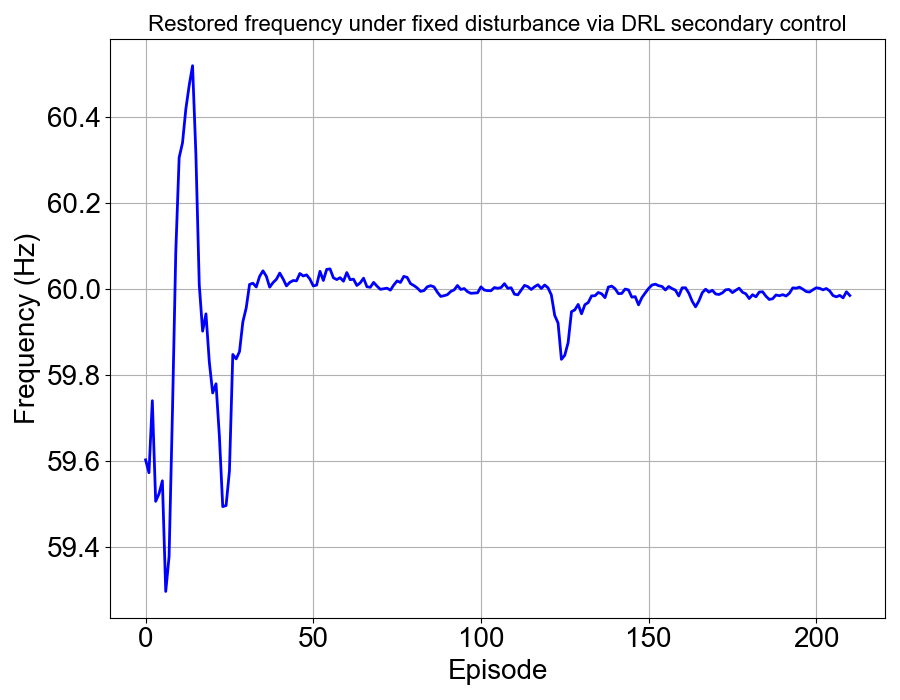 Restored frequency under fixed disturbance via DRL secondary control
60.4
60.2
60.0
59.8
59.6
59.4
Frequency (Hz)
0 50 100 150 200
Episode